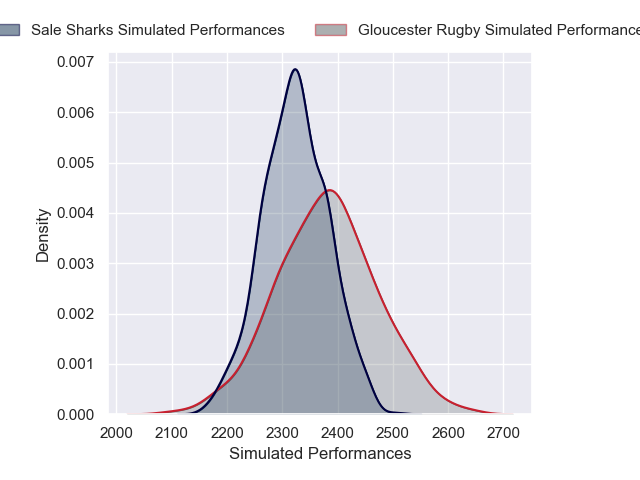 Sale Sharks Simulated Performances
Gloucester Rugby Simulated Performance
0.007
0.006
0.005
0.004
0.003
0.002
0.001
0.000
Density
2000 2100 2200 2300 2400 2500 2600 2700
Simulated Performances